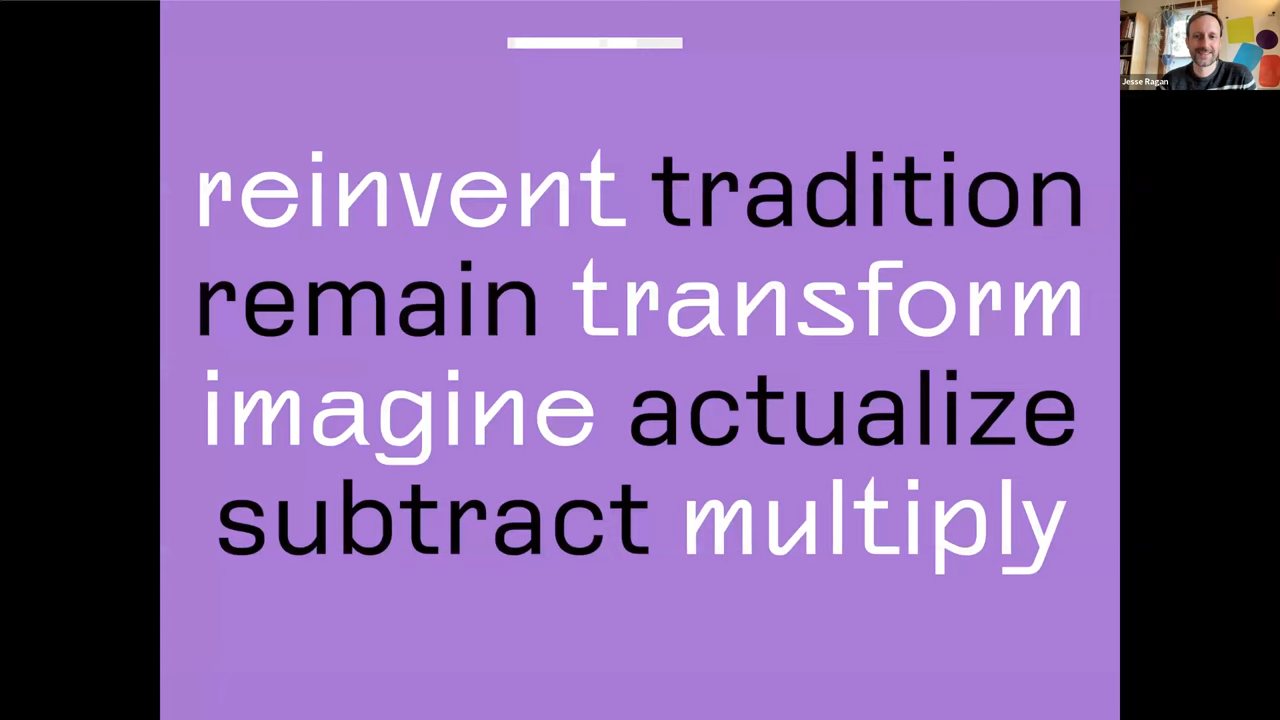 Jesse Ragan
reinvent tradition
remain transform
imagine actualize
subtract multiply